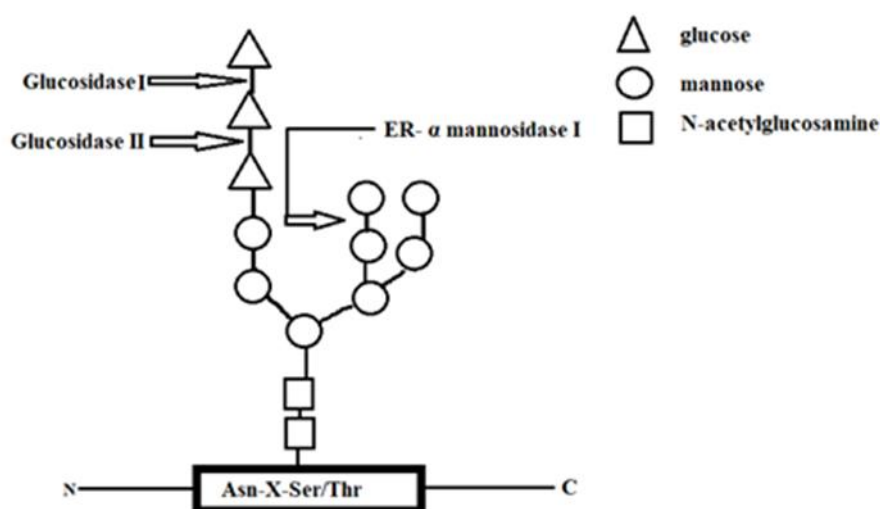 Glucosidase I
Glucosidase II
ER- α mannosidase I
glucose
mannose
N-acetylglucosamine
N
Asn-X-Ser/Thr
C